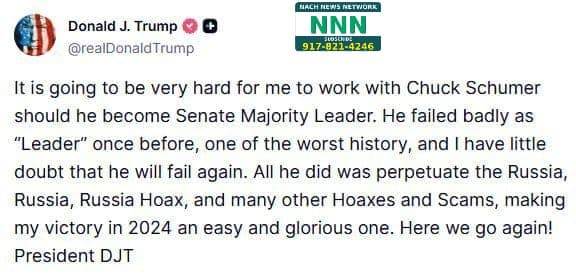 NACH NEWS NETWORK
NNN
SUBSCRIBE
917-821-4246
Donald J. Trump
@realDonaldTrump
It is going to be very hard for me to work with Chuck Schumer
should he become Senate Majority Leader. He failed badly as
“Leader” once before, one of the worst history, and I have little
doubt that he will fail again. All he did was perpetuate the Russia,
Russia, Russia Hoax, and many other Hoaxes and Scams, making
my victory in 2024 an easy and glorious one. Here we go again!
President DJT